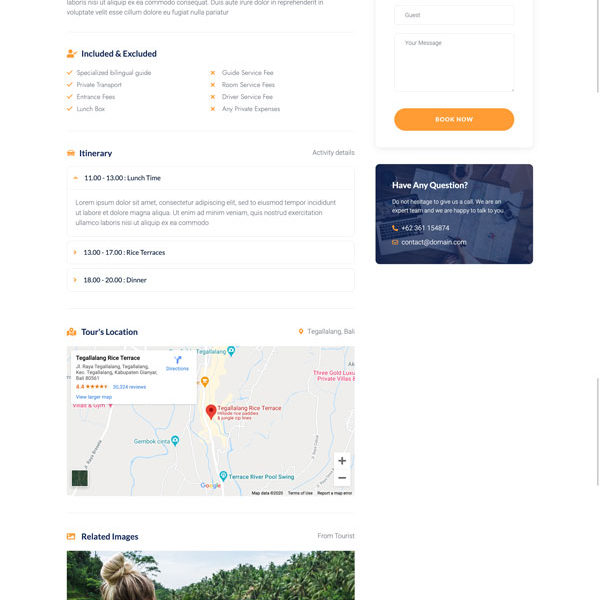 laboris nisi ut aliquip ex ea commodo consequat. Duis aute irure dolor in reprehenderit in
voluptate velit esse cillum dolore eu fugiat nulla pariatur
Included & Excluded
Specialized bilingual guide
Private Transport
Entrance Fees
Lunch Box
Guide Service Fee
Room Service Fees
Driver Service Fee
Any Private Expenses
Itinerary
Activity details
11.00 - 13.00 : Lunch Time
Lorem ipsum dolor sit amet, consectetur adipiscing elit, sed to eiusmod tempor incididunt
ut labore et dolore magna aliqua. Ut enim ad minim veniam, quis nostrud exercitation
ullamco laboris nisi ut aliquip ex ea commodo
13.00 - 17.00 : Rice Terraces
18.00 - 20.00 : Dinner
Tour's Location
Tegallalang, Bali
Tegallalang Rice Terrace
Jl. Raya Tegallalang, Tegallalang,
Kec. Tegallalang, Kabupaten Gianyar,
Bali 80561
4.4
30,324 reviews
View larger map
Directions
Tegallalang
Three Gold Luxu
Private Villas &
Villas & Gym
Tegallalang Rice Terrace
Hillside rice paddies
& jungle zip lines
Gembok cinta
Jl. Raya Bresela
Terrace River Pool Swing
Google
Map data ©2020
Terms of Use
Report a map error
Related Images
From Tourist
Guest
Your Message
BOOK NOW
Have Any Question?
Do not hesitage to give us a call. We are an
expert team and we are happy to talk to you.
+62 361 154874
contact@domain.com